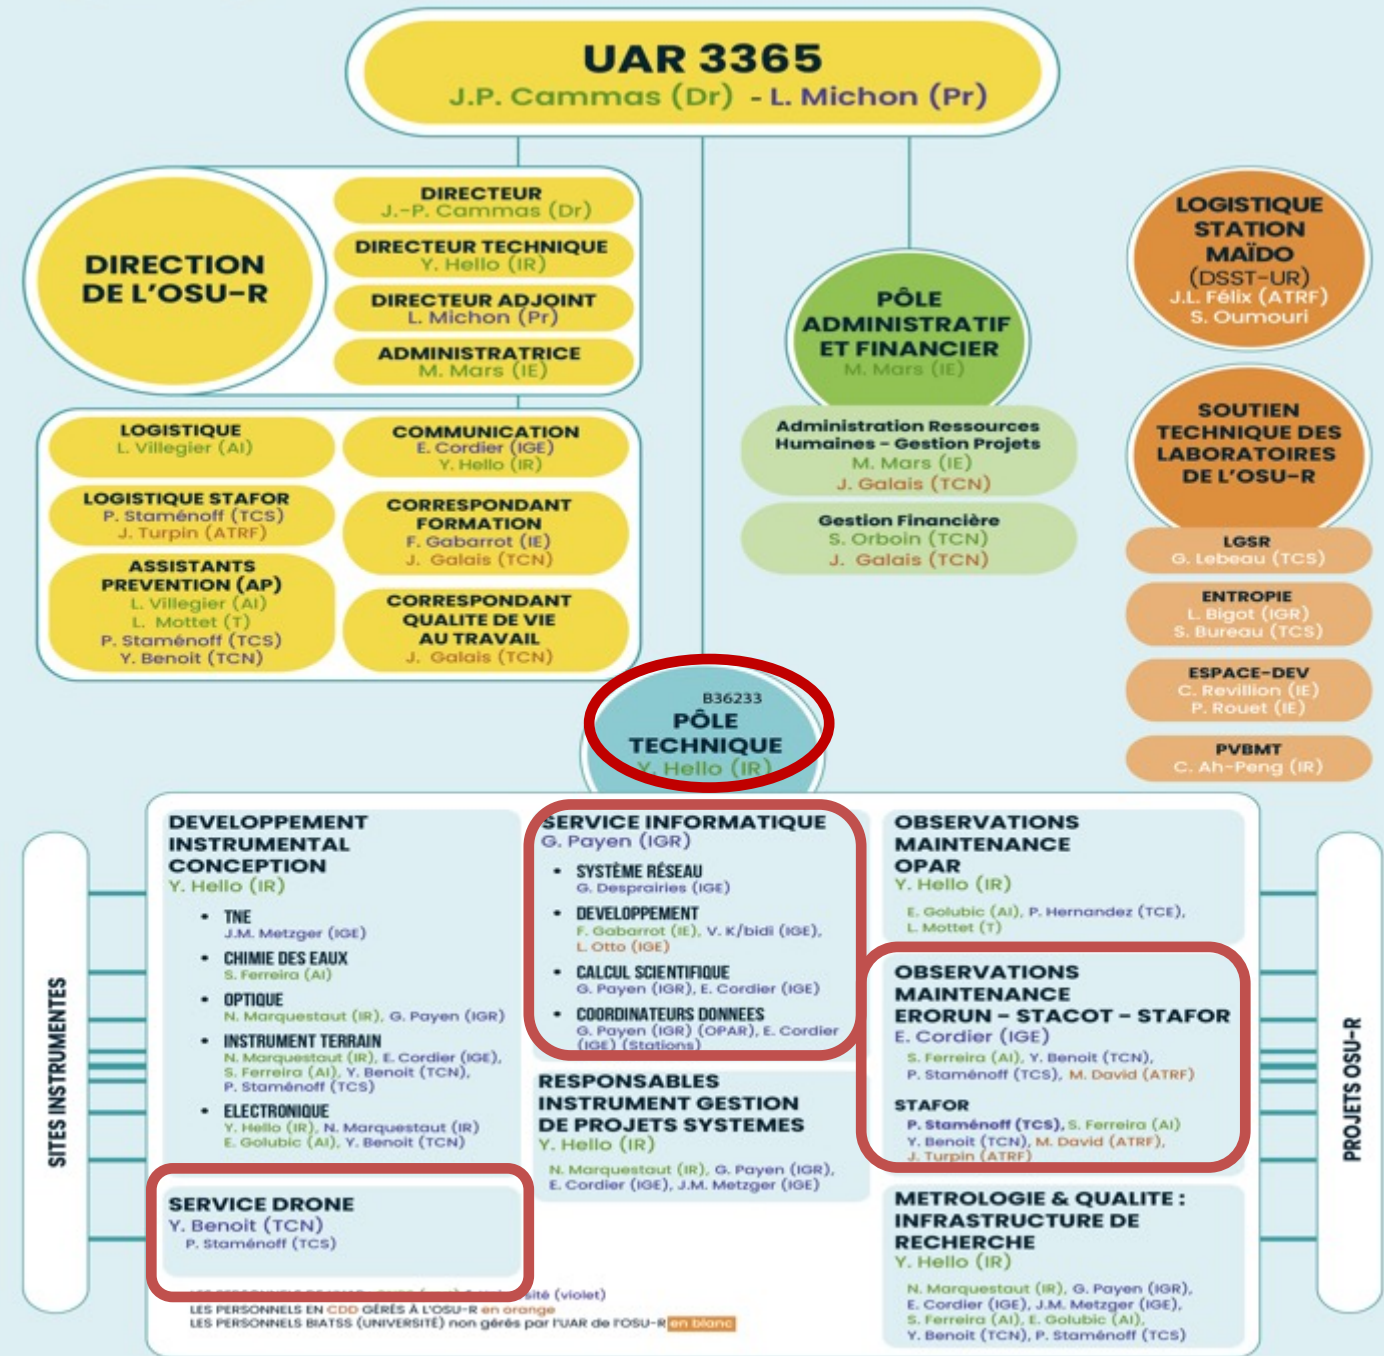 UAR 3365
J.P. Cammas (Dr) - L. Michon (Pr)
DIRECTION
DE L'OSU-R
DIRECTEUR
J.-P. Cammas (Dr)
DIRECTEUR TECHNIQUE
Y. Hello (IR)
DIRECTEUR ADJOINT
L. Michon (Pr)
ADMINISTRATRICE
M. Mars (IE)
LOGISTIQUE
L. Villegier (AI)
LOGISTIQUE STAFOR
P. Staménoff (TCS)
J. Turpin (ATRF)
ASSISTANTS
PREVENTION (AP)
L. Villegier (AI)
L. Mottet (T)
P. Staménoff (TCS)
Y. Benoit (TCN)
COMMUNICATION
E. Cordier (IGE)
Y. Hello (IR)
CORRESPONDANT
FORMATION
F. Gabarrot (IE)
J. Galais (TCN)
CORRESPONDANT
QUALITE DE VIE
AU TRAVAIL
J. Galais (TCN)
PÔLE
ADMINISTRATIF
ET FINANCIER
M. Mars (IE)
Administration Ressources
Humaines - Gestion Projets
M. Mars (IE)
J. Galais (TCN)
Gestion Financière
S. Orboin (TCN)
J. Galais (TCN)
LOGISTIQUE
STATION
MAÏDO
(DSST-UR)
J.L. Félix (ATRF)
S. Oumouri
SOUTIEN
TECHNIQUE DES
LABORATOIRES
DE L'OSU-R
LGSR
G. Lebeau (TCS)
ENTROPIE
L. Bigot (IGR)
S. Bureau (TCS)
ESPACE-DEV
C. Revillion (IE)
P. Rouet (IE)
PVBMT
C. Ah-Peng (IR)
B36233
PÔLE
TECHNIQUE
Y. Hello (IR)
SITES INSTRUMENTES
DEVELOPPEMENT
INSTRUMENTAL
CONCEPTION
Y. Hello (IR)
• TNE
J.M. Metzger (IGE)
• CHIMIE DES EAUX
S. Ferreira (AI)
• OPTIQUE
N. Marquestaut (IR), G. Payen (IGR)
• INSTRUMENT TERRAIN
N. Marquestaut (IR), E. Cordier (IGE),
S. Ferreira (AI), Y. Benoit (TCN),
P. Staménoff (TCS)
• ELECTRONIQUE
Y. Hello (IR), N. Marquestaut (IR)
E. Golubic (AI), Y. Benoit (TCN)
SERVICE DRONE
Y. Benoit (TCN)
P. Staménoff (TCS)
SERVICE INFORMATIQUE
G. Payen (IGR)
• SYSTÈME RÉSEAU
G. Desprairies (IGE)
• DEVELOPPEMENT
F. Gabarrot (IE), V. K/bidi (IGE),
L. Otto (IGE)
• CALCUL SCIENTIFIQUE
G. Payen (IGR), E. Cordier (IGE)
• COORDINATEURS DONNEES
G. Payen (IGR) (OPAR), E. Cordier
(IGE) (Stations)
RESPONSABLES
INSTRUMENT GESTION
DE PROJETS SYSTEMES
Y. Hello (IR)
N. Marquestaut (IR), G. Payen (IGR),
E. Cordier (IGE), J.M. Metzger (IGE)
OBSERVATIONS
MAINTENANCE
OPAR
Y. Hello (IR)
E. Golubic (AI), P. Hernandez (TCE),
L. Mottet (T)
OBSERVATIONS
MAINTENANCE
ERORUN - STACOT - STAFOR
E. Cordier (IGE)
S. Ferreira (AI), Y. Benoit (TCN),
P. Staménoff (TCS), M. David (ATRF)
STAFOR
P. Staménoff (TCS), S. Ferreira (AI)
Y. Benoit (TCN), M. David (ATRF),
J. Turpin (ATRF)
METROLOGIE & QUALITE :
INFRASTRUCTURE DE
RECHERCHE
Y. Hello (IR)
N. Marquestaut (IR), G. Payen (IGR),
E. Cordier (IGE), J.M. Metzger (IGE),
S. Ferreira (AI), E. Golubic (AI),
Y. Benoit (TCN), P. Staménoff (TCS)
PROJETS OSU-R
(violet)
LES PERSONNELS EN CDD GÉRÉS À L'OSU-R en orange
LES PERSONNELS BIATSS (UNIVERSITÉ) non gérés par l'UAR de l'OSU-R en blanc